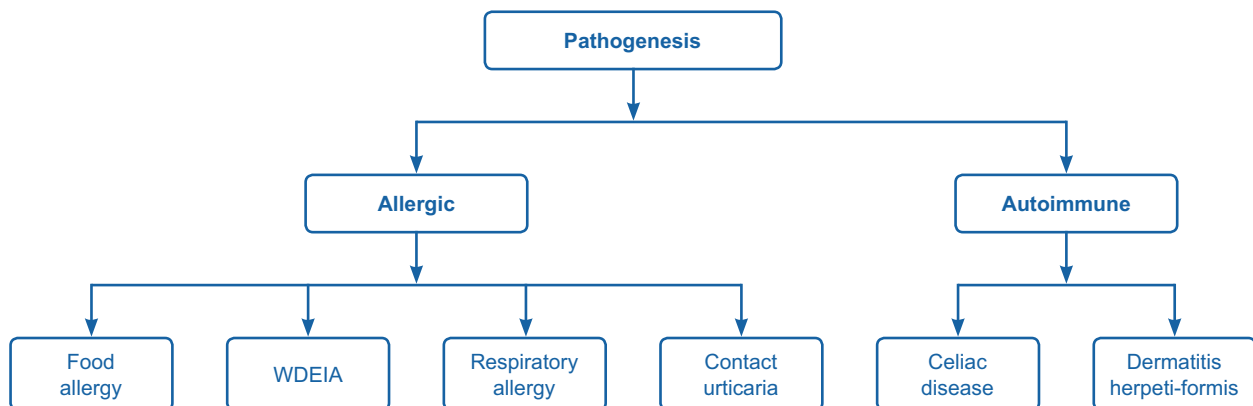 Pathogenesis
Allergic
Autoimmune
Food
allergy
WDEIA
Respiratory
allergy
Contact
urticaria
Celiac
disease
Dermatitis
herpeti-formis